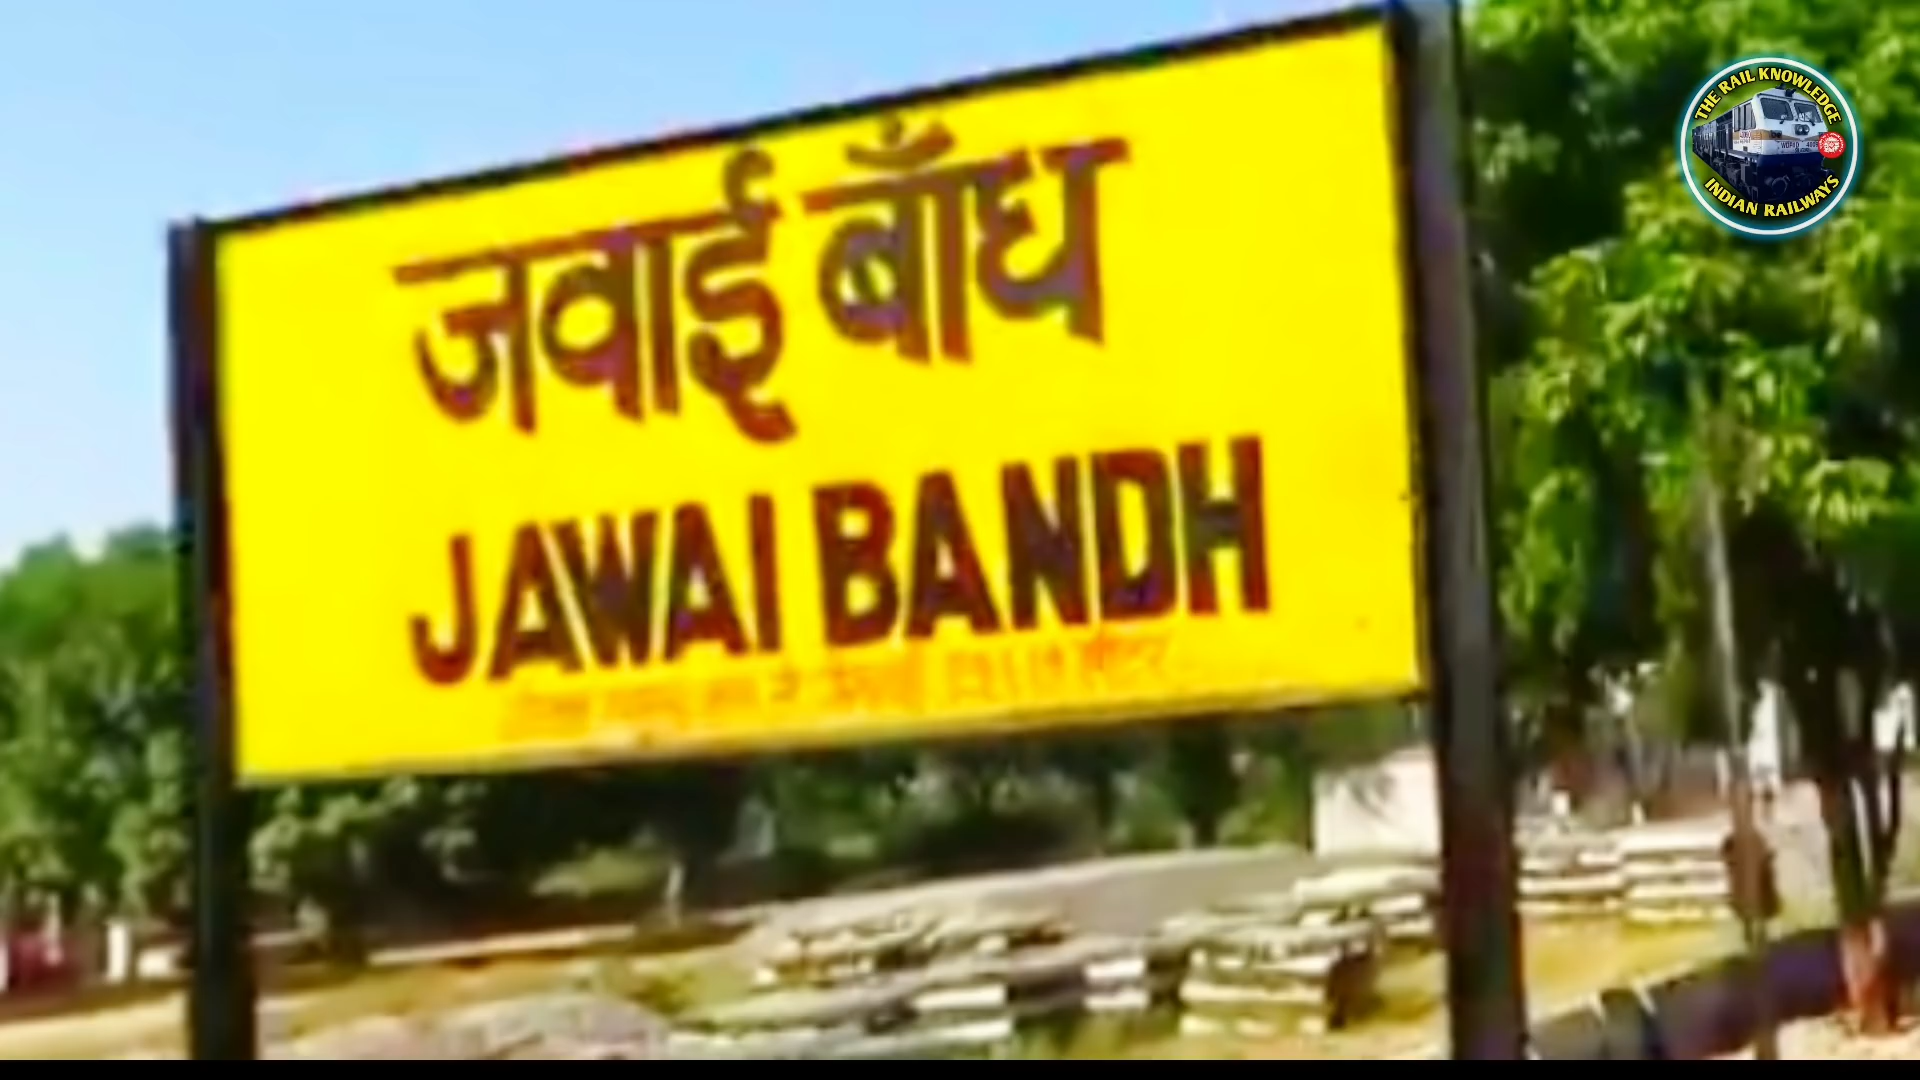 जवाई बाँध
JAWAI BANDH
THE RAIL KNOWLEDGE
INDIAN RAILWAYS